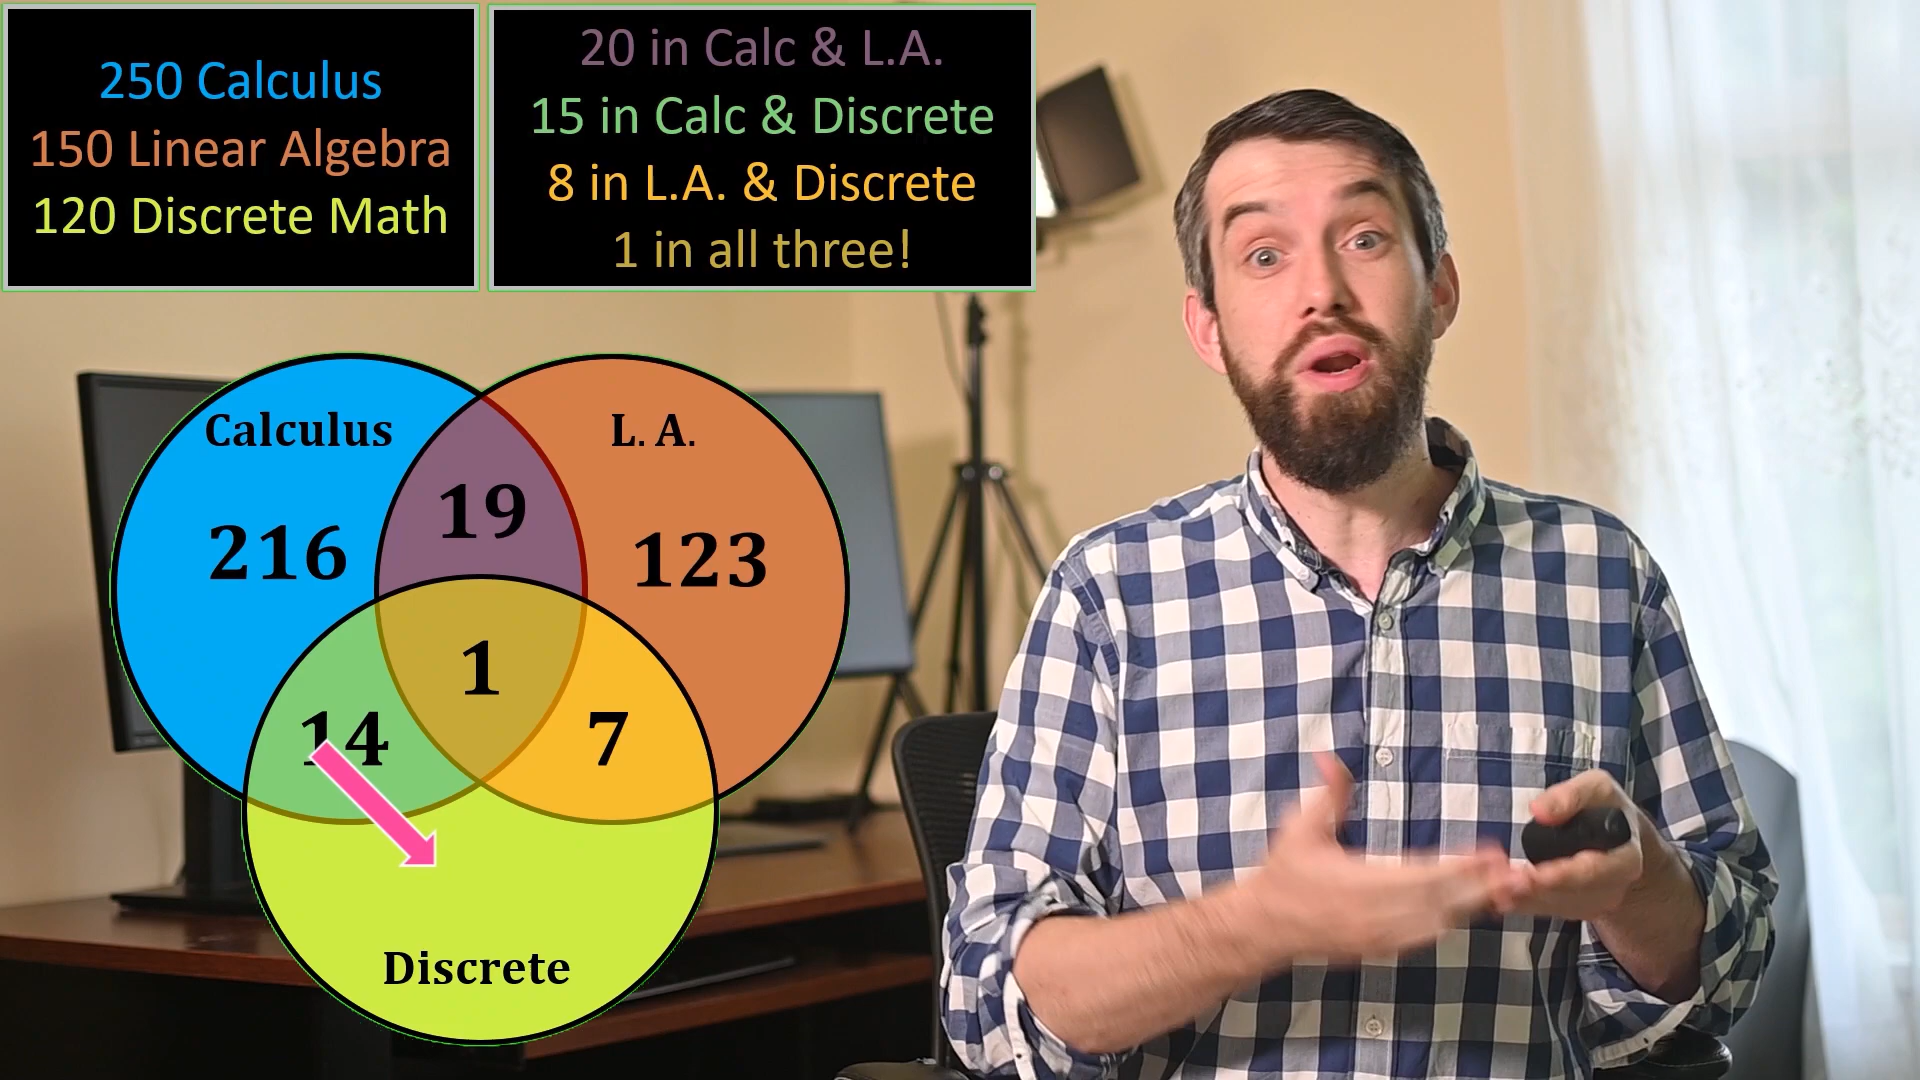 250 Calculus
150 Linear Algebra
120 Discrete Math
20 in Calc & L.A.
15 in Calc & Discrete
8 in L.A. & Discrete
1 in all three!
Calculus
L. A.
19
216
123
1
14
7
Discrete